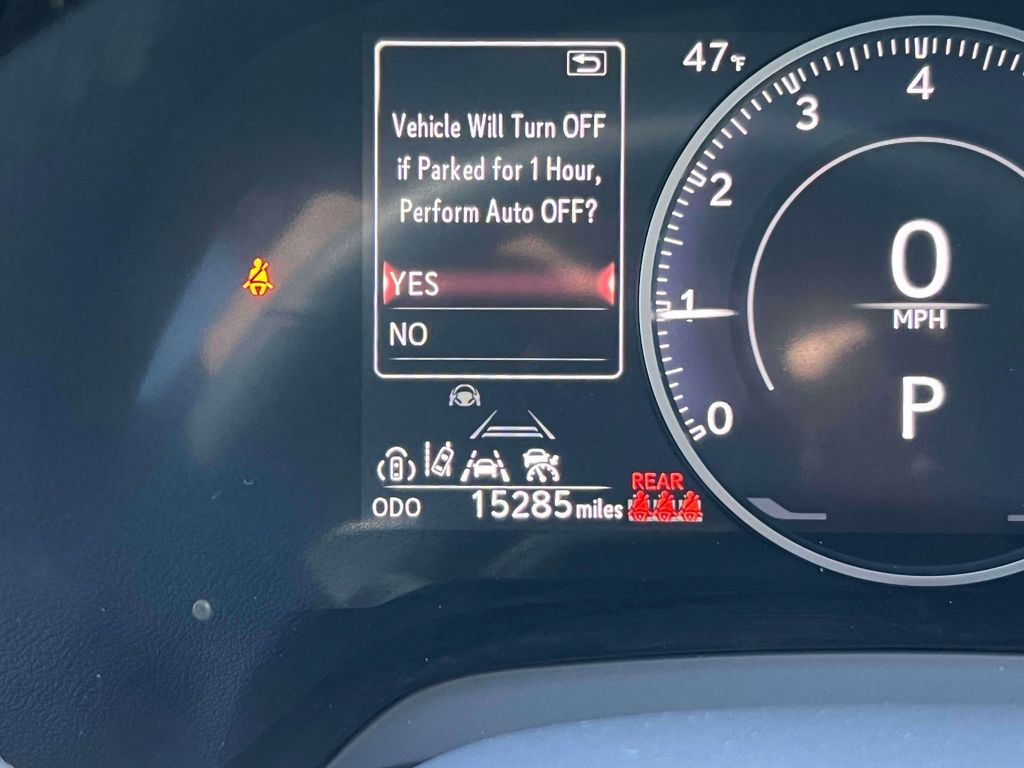 Vehicle Will Turn OFF
if Parked for 1 Hour,
Perform Auto OFF?
YES
NO
47°F
4
3
2
1
0
0
MPH
P
REAR
ODO 15285 miles